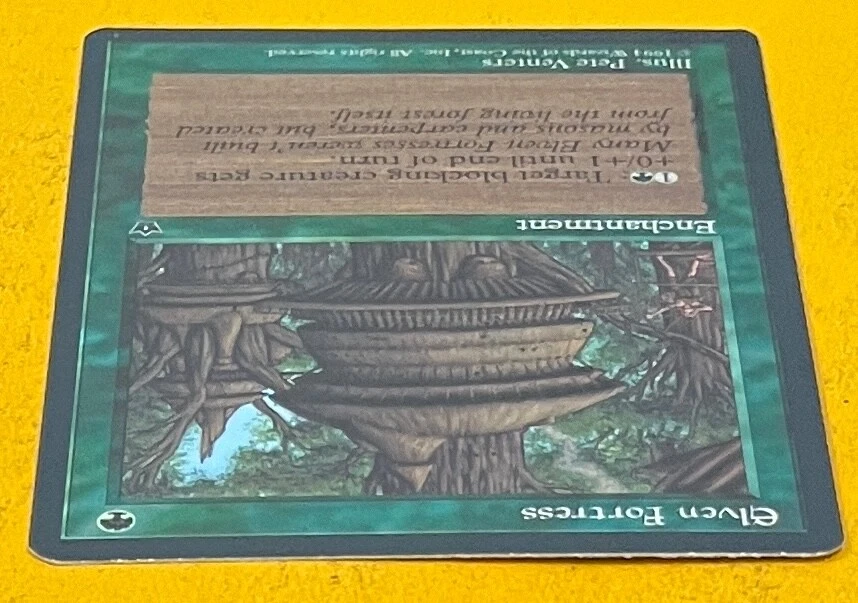 Elven Fortress
Enchantment
1 : Target blocking creature gets
+0/+1 until end of turn.
Many Elven Fortresses weren't built
by masons and carpenters, but created
from the living forest itself.
Illus. Pete Venters
© 1994 Wizards of the Coast, Inc. All rights reserved.